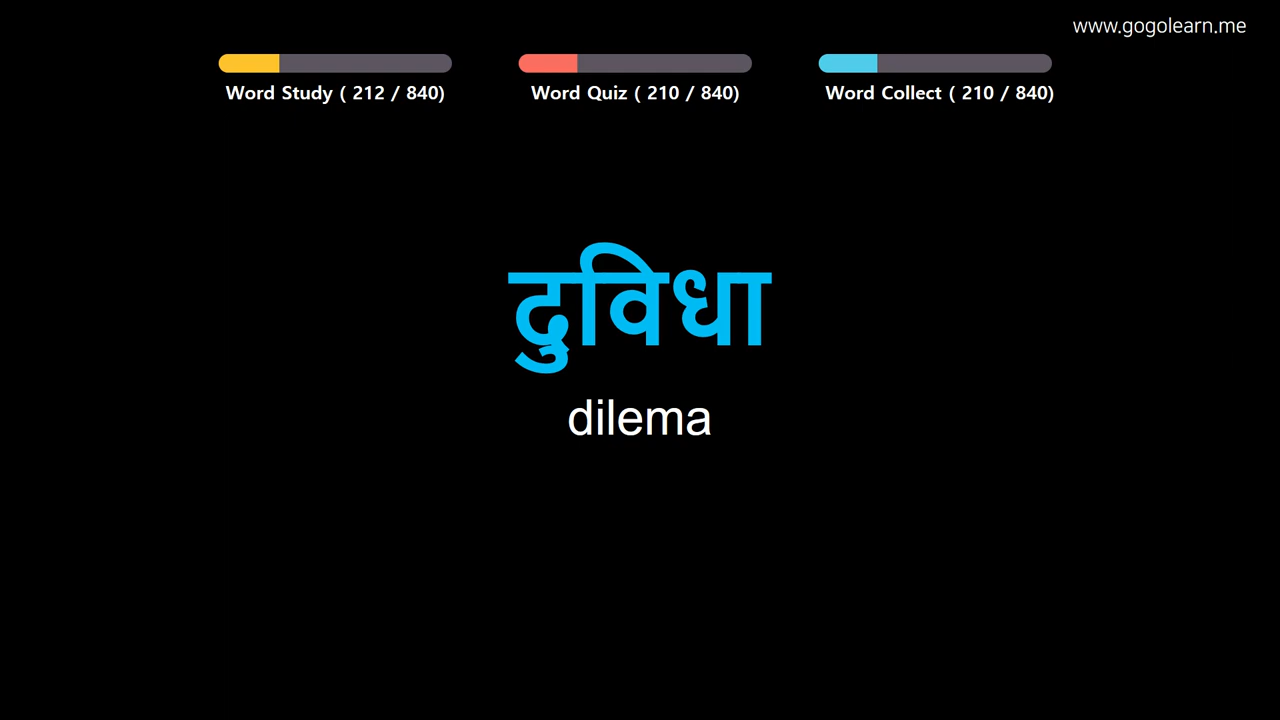 www.gogolearn.me
Word Study ( 212 / 840)
Word Quiz ( 210 / 840)
Word Collect ( 210 / 840)
दुविधा
dilema